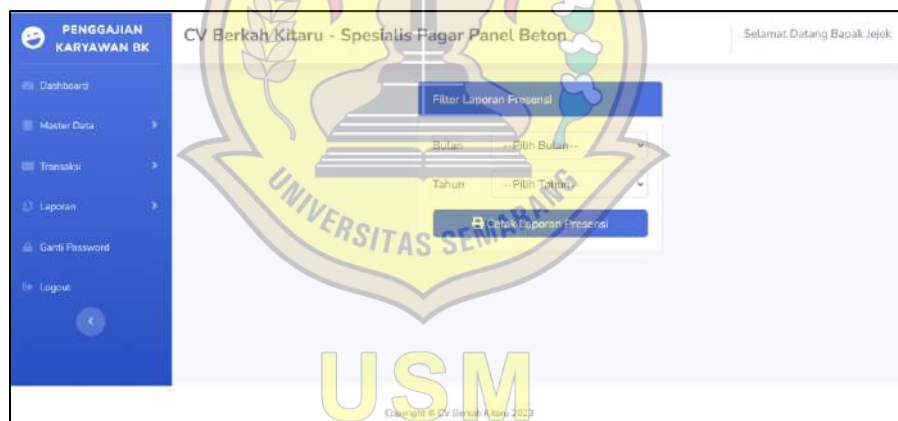 PENGGAJIAN
KARYAWAN BK
CV Berkah Kitaru - Spesialis Pagar Panel Beton
Selamat Datang Bapak Jejek
Dashboard
Master Data
Transaksi
Laporan
Ganti Password
Logout
Filter Laporan Presensi
Bulan
--Pilih Bulan--
Tahun
--Pilih Tahun--
Cetak Laporan Presensi
UNIVERSITAS SEMARANG
USM
Copyright © CV Berkah Kitaru 2023